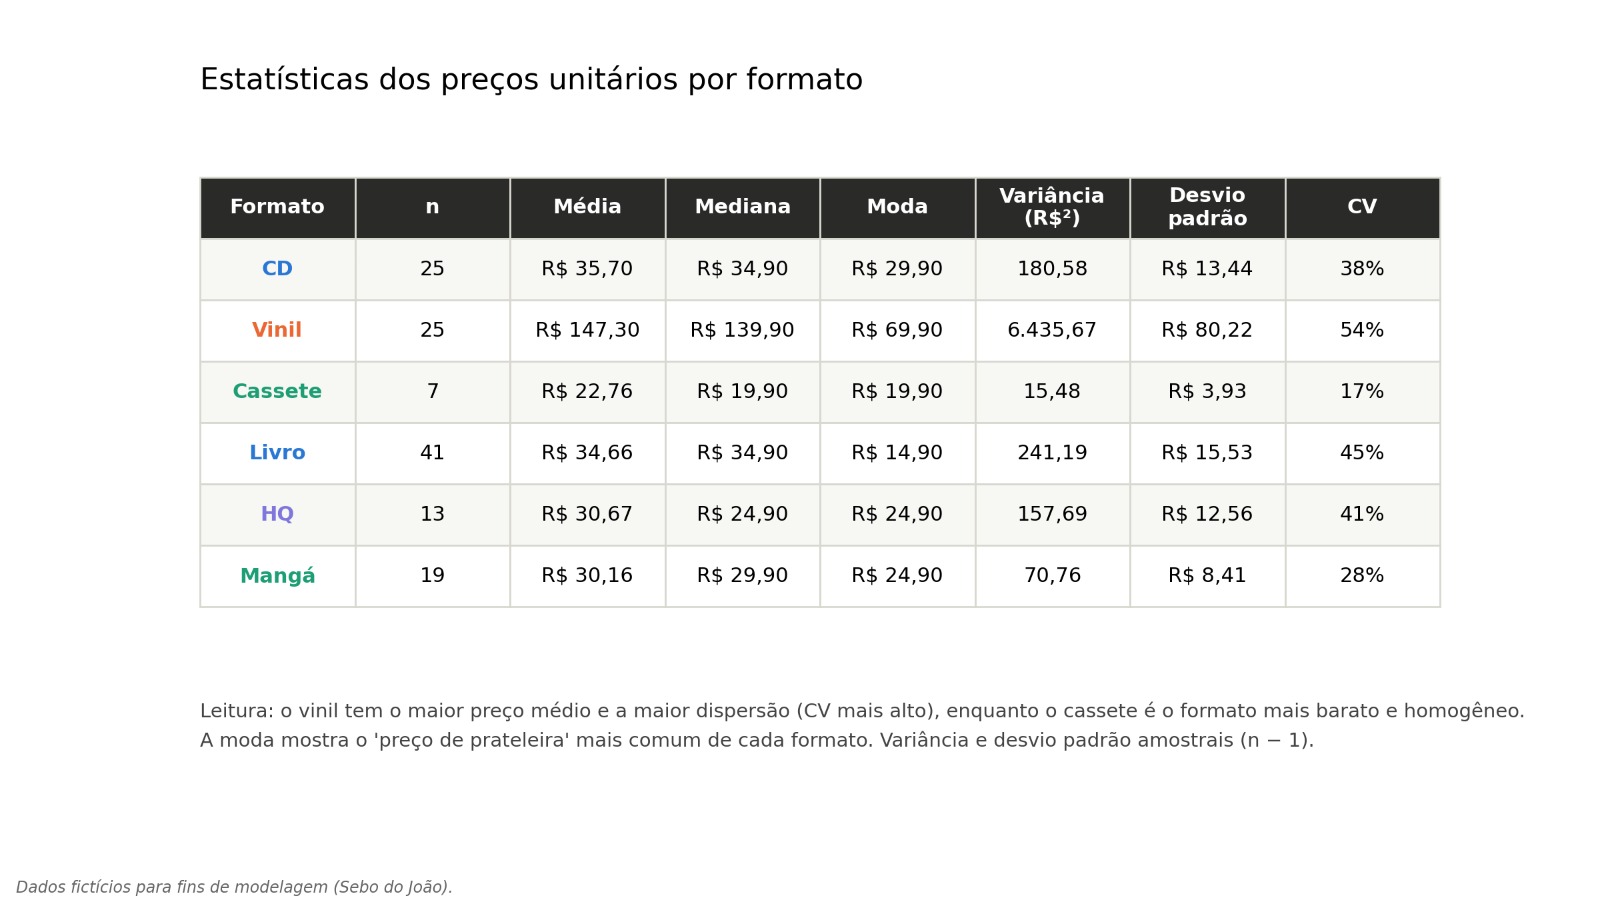 Estatísticas dos preços unitários por formato
Formato n Média Mediana Moda Variância (R$²) Desvio padrão CV
CD 25 R$ 35,70 R$ 34,90 R$ 29,90 180,58 R$ 13,44 38%
Vinil 25 R$ 147,30 R$ 139,90 R$ 69,90 6.435,67 R$ 80,22 54%
Cassete 7 R$ 22,76 R$ 19,90 R$ 19,90 15,48 R$ 3,93 17%
Livro 41 R$ 34,66 R$ 34,90 R$ 14,90 241,19 R$ 15,53 45%
HQ 13 R$ 30,67 R$ 24,90 R$ 24,90 157,69 R$ 12,56 41%
Mangá 19 R$ 30,16 R$ 29,90 R$ 24,90 70,76 R$ 8,41 28%
Leitura: o vinil tem o maior preço médio e a maior dispersão (CV mais alto), enquanto o cassete é o formato mais barato e homogêneo.
A moda mostra o 'preço de prateleira' mais comum de cada formato. Variância e desvio padrão amostrais (n − 1).
Dados fictícios para fins de modelagem (Sebo do João).